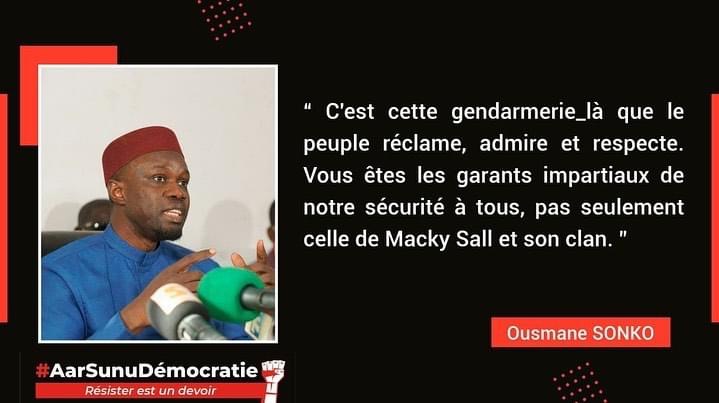 “ C'est cette gendarmerie_là que le
peuple réclame, admire et respecte.
Vous êtes les garants impartiaux de
notre sécurité à tous, pas seulement
celle de Macky Sall et son clan. ”
Ousmane SONKO
#AarSunuDémocratie
Résister est un devoir